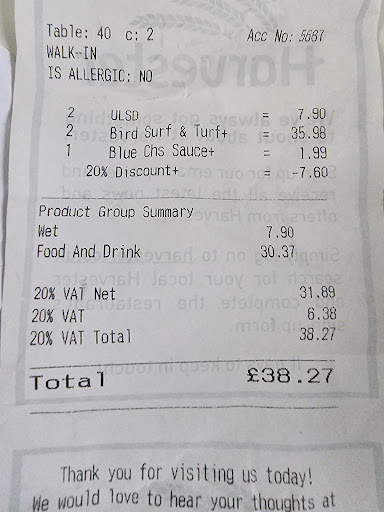 Table: 40 c: 2 Acc No: 5687
WALK-IN
IS ALLERGIC: NO
2 ULSD = 7.90
2 Bird Surf & Turf+ = 35.98
1 Blue Chs Sauce+ = 1.99
20% Discount+ = -7.60
Product Group Summary
Wet 7.90
Food And Drink 30.37
20% VAT Net 31.89
20% VAT 6.38
20% VAT Total 38.27
Total £38.27
Thank you for visiting us today!
We would love to hear your thoughts at